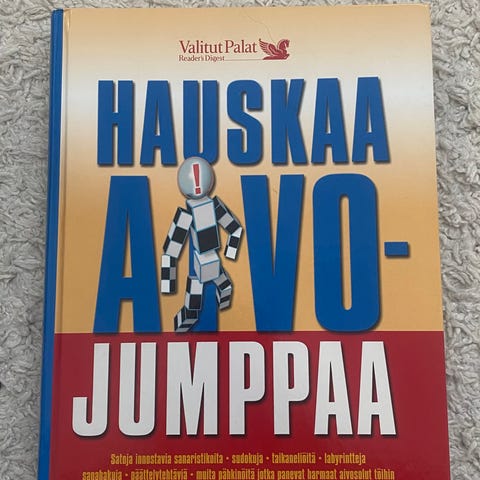 Valitut Palat
Reader's Digest
HAUSKAA
AIVO-
JUMPPAA
Satoja innostavia sanaristikoita • sudokuja • taikaneliöitä • labyrintteja
sanahakuja • päättelytehtäviä • muita pähkinöitä jotka panevat harmaat aivosolut töihin